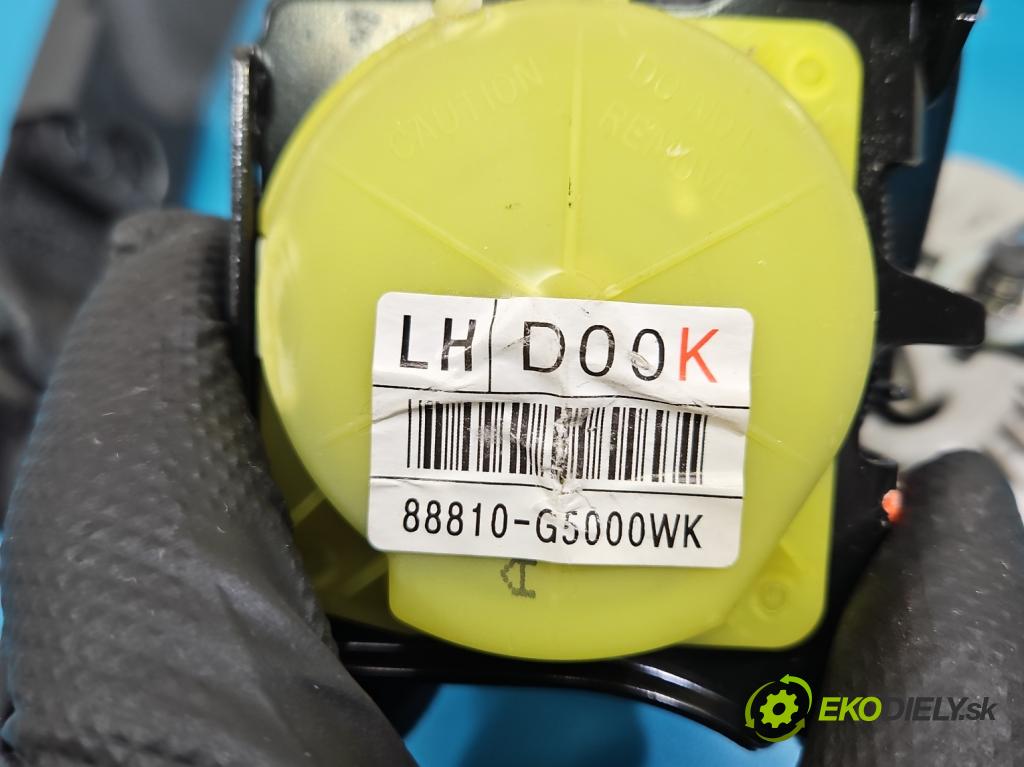 CAUTION
DO NOT
REMOVE
LH D00K
88810-G5000WK
EKODIELY.sk